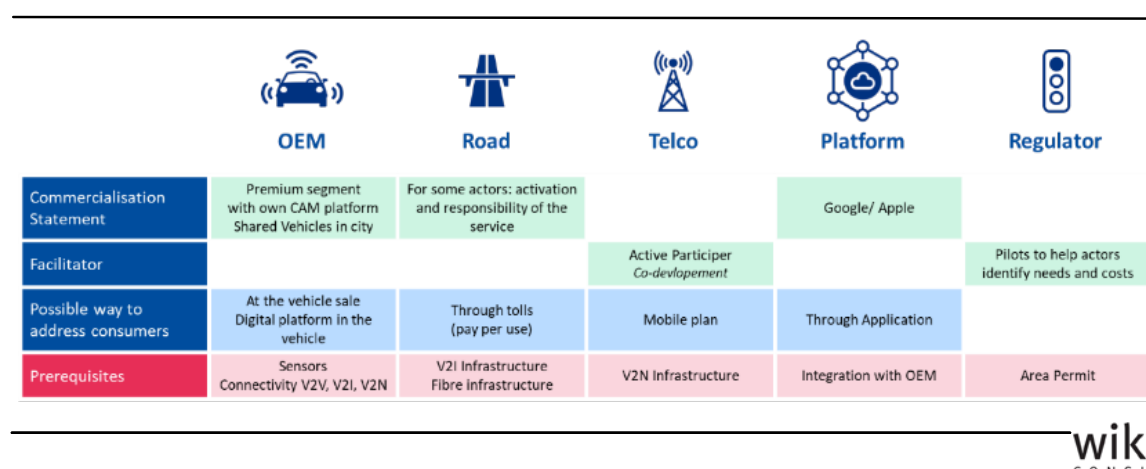 OEM
Road
Telco
Platform
Regulator
Commercialisation
Statement
Premium segment
with own CAM platform
Shared Vehicles in city
For some actors: activation
and responsibility of the
service
Google/ Apple
Facilitator
Active Participer
Co-devlopement
Pilots to help actors
identify needs and costs
Possible way to
address consumers
At the vehicle sale
Digital platform in the
vehicle
Through tolls
(pay per use)
Mobile plan
Through Application
Prerequisites
Sensors
Connectivity V2V, V2I, V2N
V2I Infrastructure
Fibre infrastructure
V2N Infrastructure
Integration with OEM
Area Permit
wik